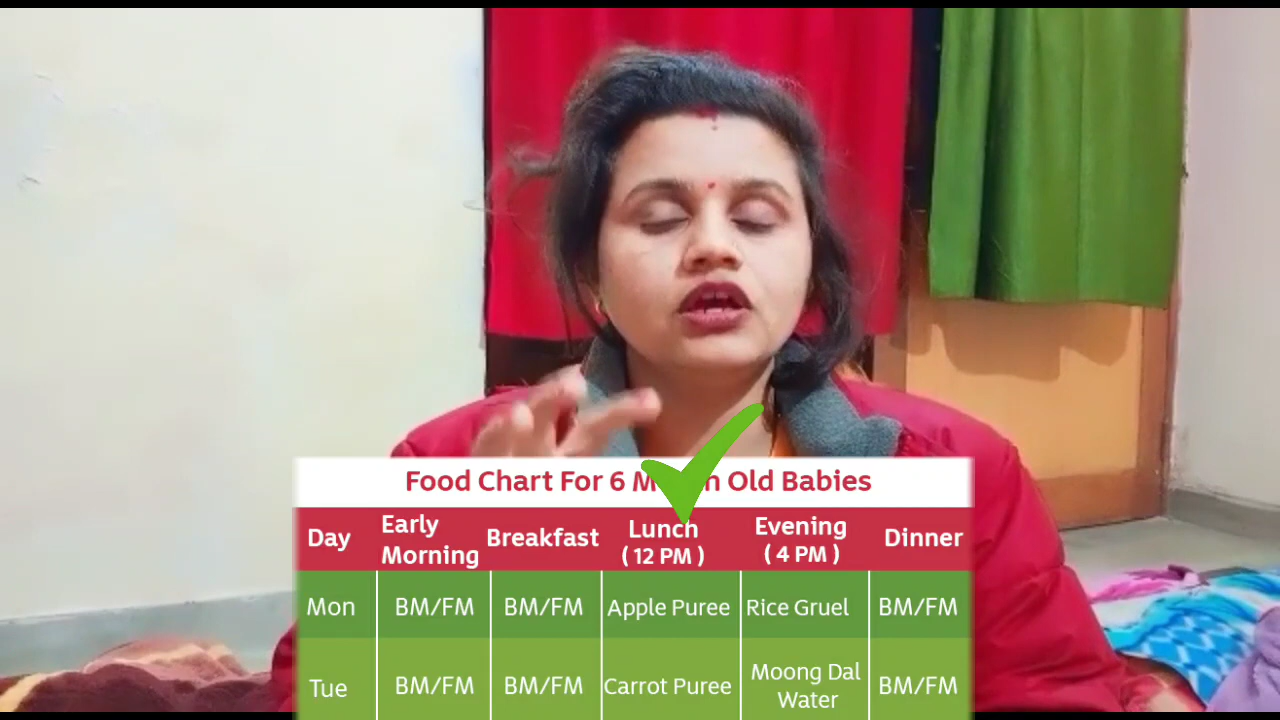 Food Chart For 6 Old Babies
Day Early Morning Breakfast Lunch ( 12 PM ) Evening ( 4 PM ) Dinner
Mon BM/FM BM/FM Apple Puree Rice Gruel BM/FM
Tue BM/FM BM/FM Carrot Puree Moong Dal Water BM/FM